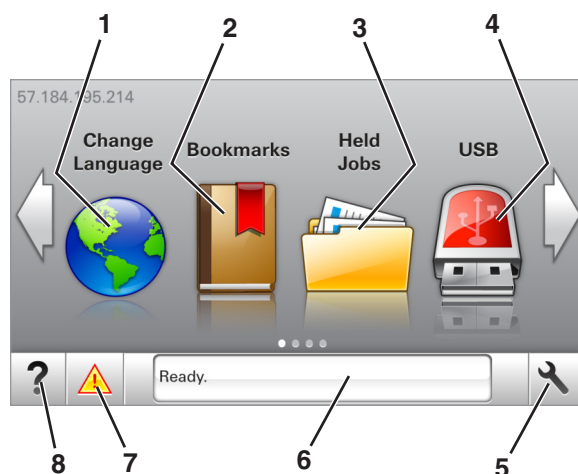 1 2 3 4
57.184.195.214
Change Language
Bookmarks
Held Jobs
USB
? Ready.
8 7 6 5